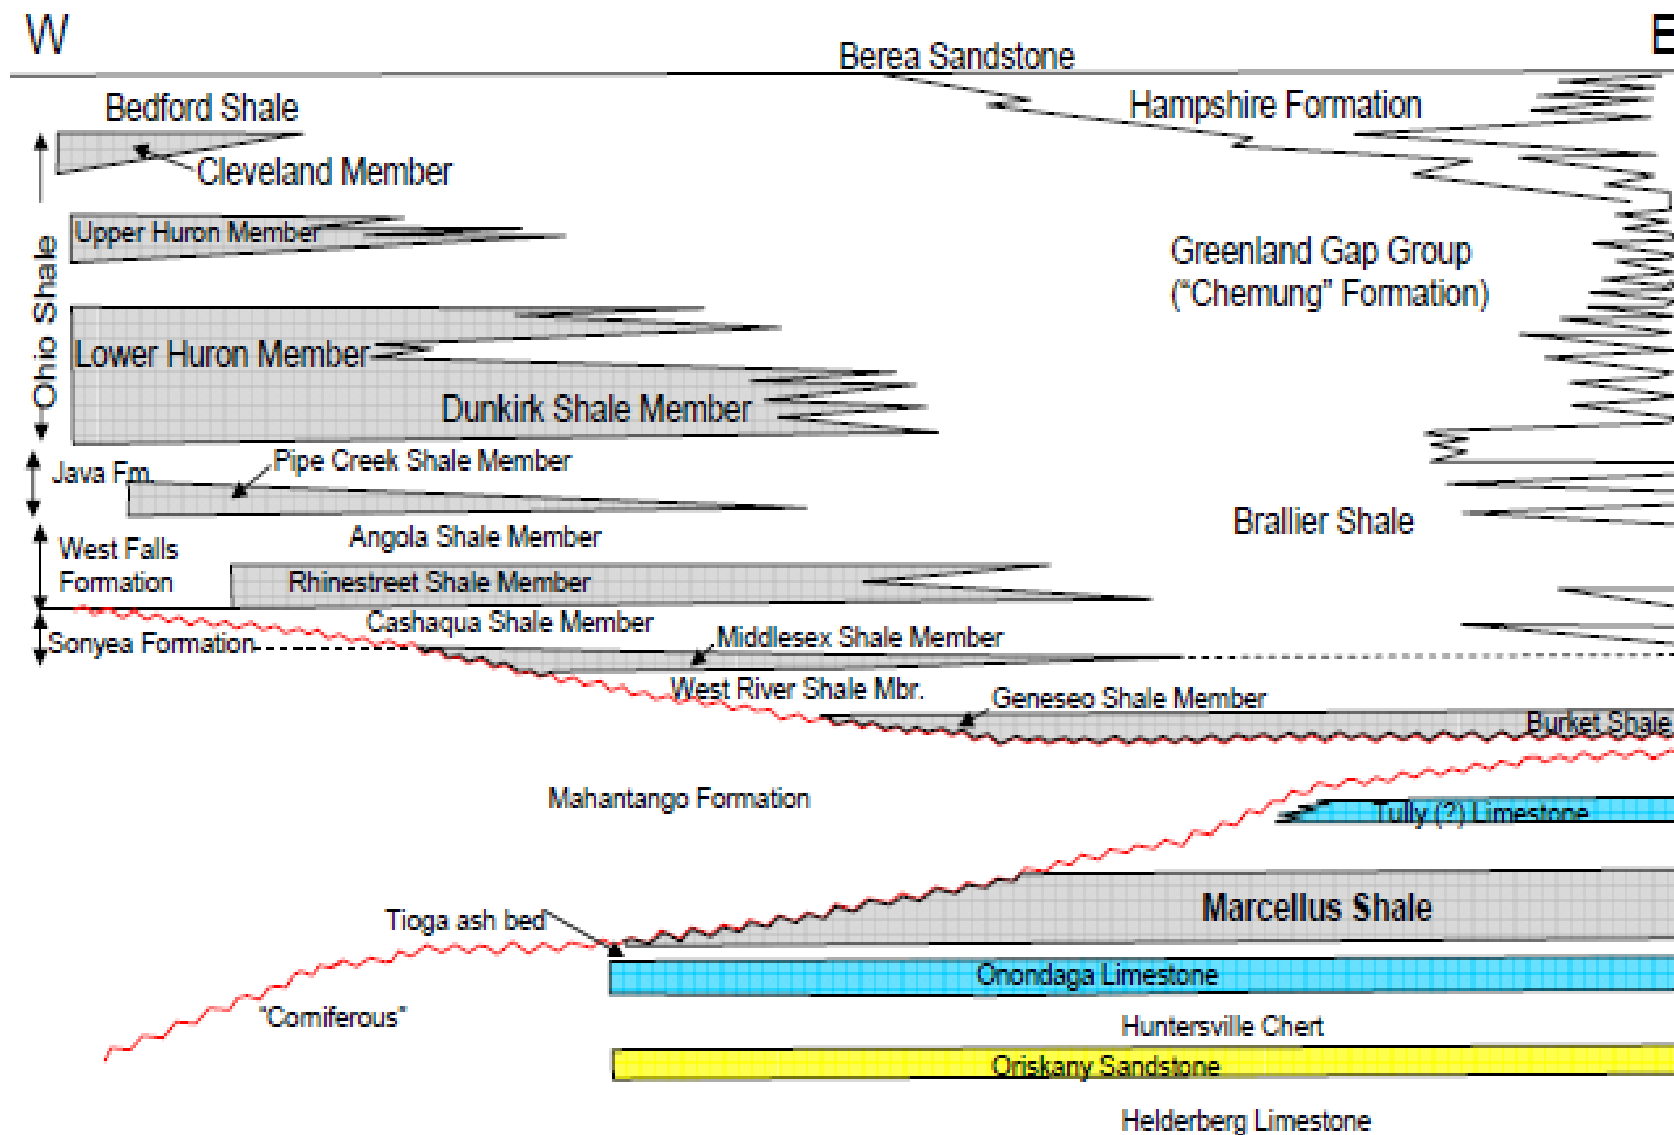 W
E
Berea Sandstone
Bedford Shale
Hampshire Formation
Cleveland Member
Upper Huron Member
Greenland Gap Group
("Chemung" Formation)
Ohio Shale
Lower Huron Member
Dunkirk Shale Member
Pipe Creek Shale Member
Java Fm.
Brallier Shale
Angola Shale Member
West Falls
Formation
Rhinestreet Shale Member
Cashaqua Shale Member
Middlesex Shale Member
Sonyea Formation
West River Shale Mbr.
Geneseo Shale Member
Burket Shale
Mahantango Formation
Tully (?) Limestone
Marcellus Shale
Tioga ash bed
Onondaga Limestone
"Corniferous"
Huntersville Chert
Oriskany Sandstone
Helderberg Limestone